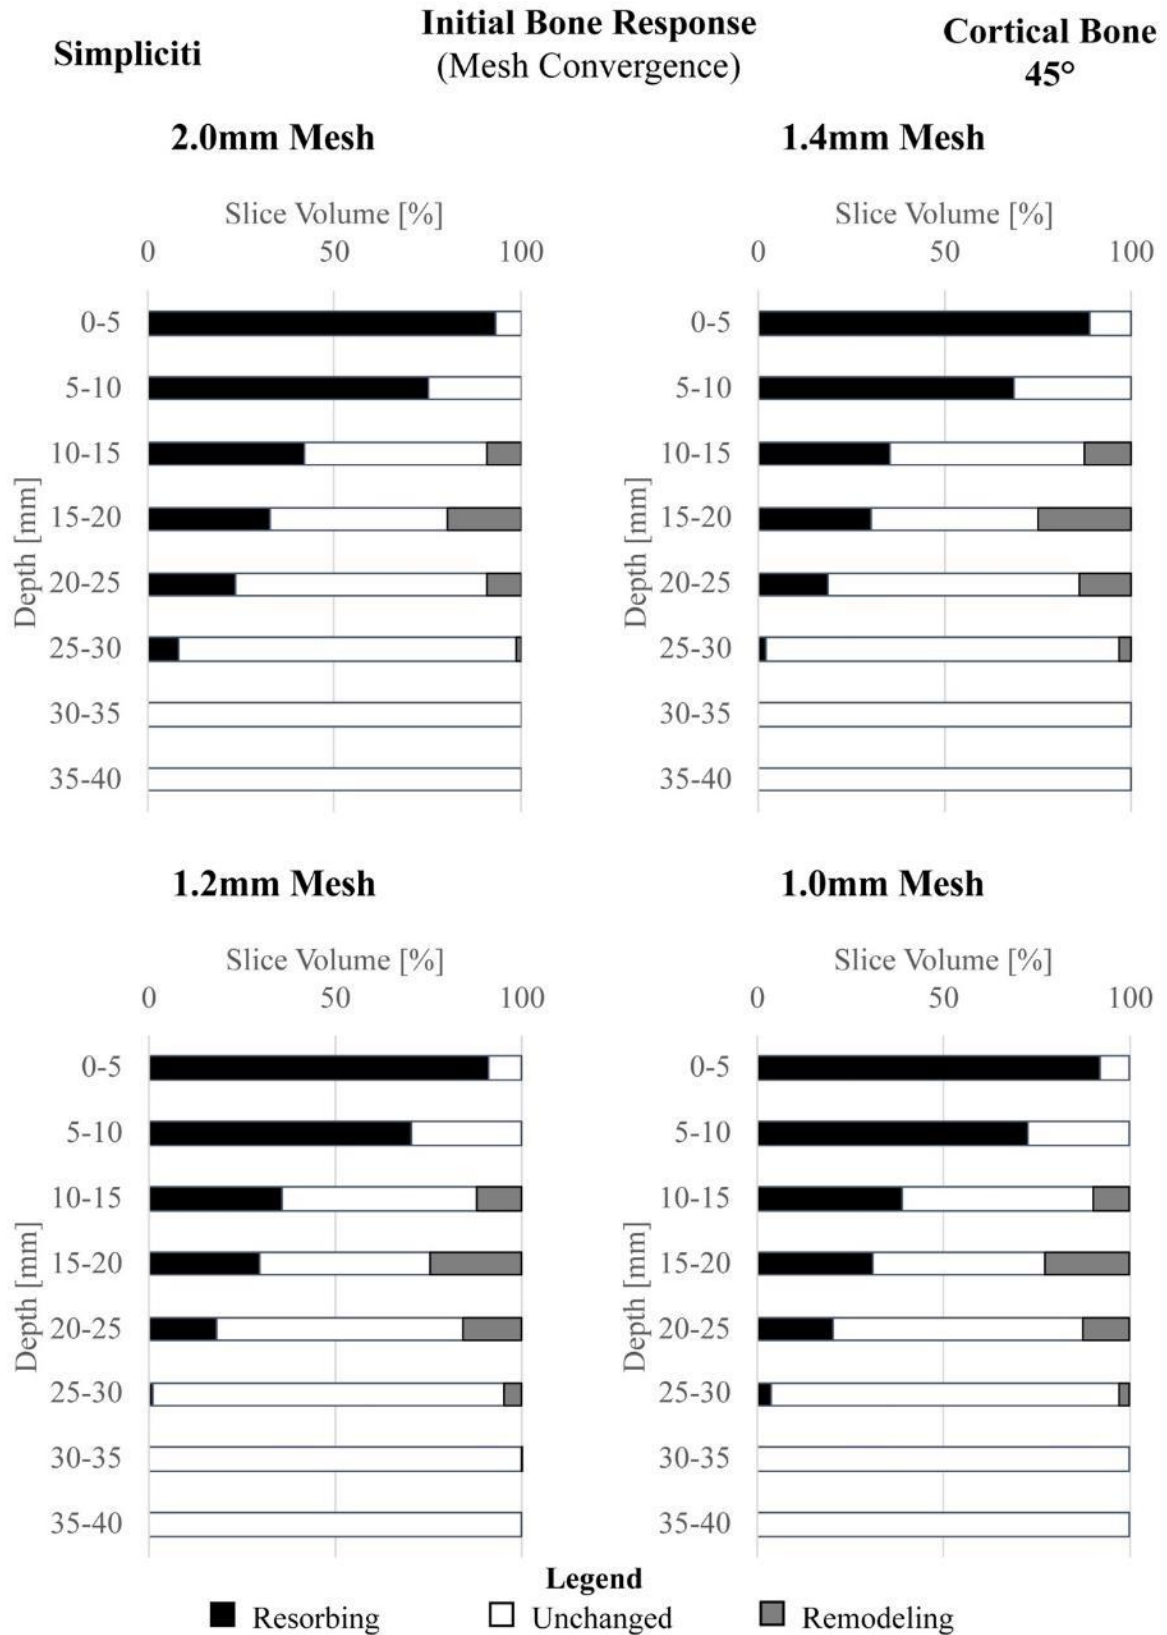 Simpliciti
Initial Bone Response
(Mesh Convergence)
Cortical Bone
45°
2.0mm Mesh
Slice Volume [%]
0 50 100
Depth [mm]
0-5
5-10
10-15
15-20
20-25
25-30
30-35
35-40
1.4mm Mesh
Slice Volume [%]
0 50 100
Depth [mm]
0-5
5-10
10-15
15-20
20-25
25-30
30-35
35-40
1.2mm Mesh
Slice Volume [%]
0 50 100
Depth [mm]
0-5
5-10
10-15
15-20
20-25
25-30
30-35
35-40
1.0mm Mesh
Slice Volume [%]
0 50 100
Depth [mm]
0-5
5-10
10-15
15-20
20-25
25-30
30-35
35-40
Legend
Resorbing Unchanged Remodeling